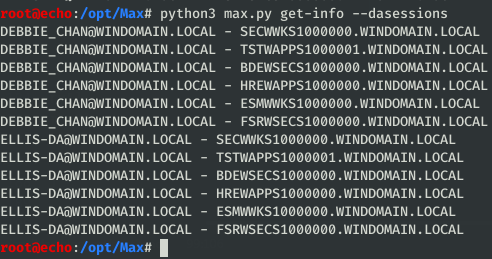 root@echo:/opt/Max# python3 max.py get-info --dasessions
DEBBIE_CHAN@WINDOMAIN.LOCAL - SECWWKS1000000.WINDOMAIN.LOCAL
DEBBIE_CHAN@WINDOMAIN.LOCAL - TSTWAPPS1000001.WINDOMAIN.LOCAL
DEBBIE_CHAN@WINDOMAIN.LOCAL - BDEWSECS1000000.WINDOMAIN.LOCAL
DEBBIE_CHAN@WINDOMAIN.LOCAL - HREWAPPS1000000.WINDOMAIN.LOCAL
DEBBIE_CHAN@WINDOMAIN.LOCAL - ESMWWKS1000000.WINDOMAIN.LOCAL
DEBBIE_CHAN@WINDOMAIN.LOCAL - FSRWSECS1000000.WINDOMAIN.LOCAL
ELLIS-DA@WINDOMAIN.LOCAL - SECWWKS1000000.WINDOMAIN.LOCAL
ELLIS-DA@WINDOMAIN.LOCAL - TSTWAPPS1000001.WINDOMAIN.LOCAL
ELLIS-DA@WINDOMAIN.LOCAL - BDEWSECS1000000.WINDOMAIN.LOCAL
ELLIS-DA@WINDOMAIN.LOCAL - HREWAPPS1000000.WINDOMAIN.LOCAL
ELLIS-DA@WINDOMAIN.LOCAL - ESMWWKS1000000.WINDOMAIN.LOCAL
ELLIS-DA@WINDOMAIN.LOCAL - FSRWSECS1000000.WINDOMAIN.LOCAL
root@echo:/opt/Max#